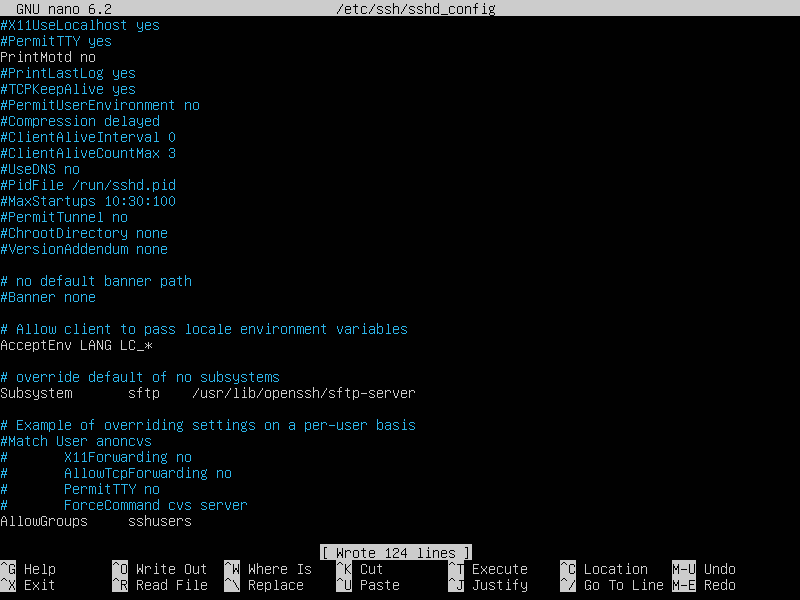 GNU nano 6.2 /etc/ssh/sshd_config
#X11UseLocalhost yes
#PermitTTY yes
PrintMotd no
#PrintLastLog yes
#TCPKeepAlive yes
#PermitUserEnvironment no
#Compression delayed
#ClientAliveInterval 0
#ClientAliveCountMax 3
#UseDNS no
#PidFile /run/sshd.pid
#MaxStartups 10:30:100
#PermitTunnel no
#ChrootDirectory none
#VersionAddendum none

# no default banner path
#Banner none

# Allow client to pass locale environment variables
AcceptEnv LANG LC_*

# override default of no subsystems
Subsystem       sftp    /usr/lib/openssh/sftp-server

# Example of overriding settings on a per-user basis
#Match User anoncvs
#       X11Forwarding no
#       AllowTcpForwarding no
#       PermitTTY no
#       ForceCommand cvs server
AllowGroups     sshusers
[ Wrote 124 lines ]
^G Help ^O Write Out ^W Where Is ^K Cut ^T Execute ^C Location M-U Undo
^X Exit ^R Read File ^\ Replace ^U Paste ^J Justify ^/ Go To Line M-E Redo